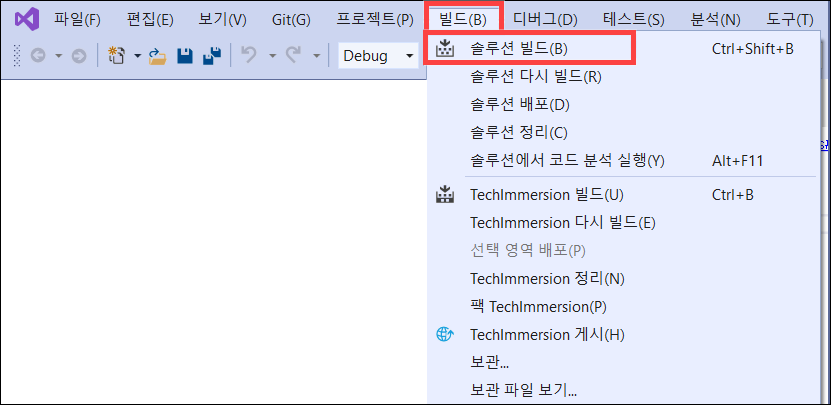 파일(F) 편집(E) 보기(V) Git(G) 프로젝트(P) 빌드(B) 디버그(D) 테스트(S) 분석(N) 도구(T)
Debug
솔루션 빌드(B) Ctrl+Shift+B
솔루션 다시 빌드(R)
솔루션 배포(D)
솔루션 정리(C)
솔루션에서 코드 분석 실행(Y) Alt+F11
TechImmersion 빌드(U) Ctrl+B
TechImmersion 다시 빌드(E)
선택 영역 배포(P)
TechImmersion 정리(N)
팩 TechImmersion(P)
TechImmersion 게시(H)
보관...
보관 파일 보기...